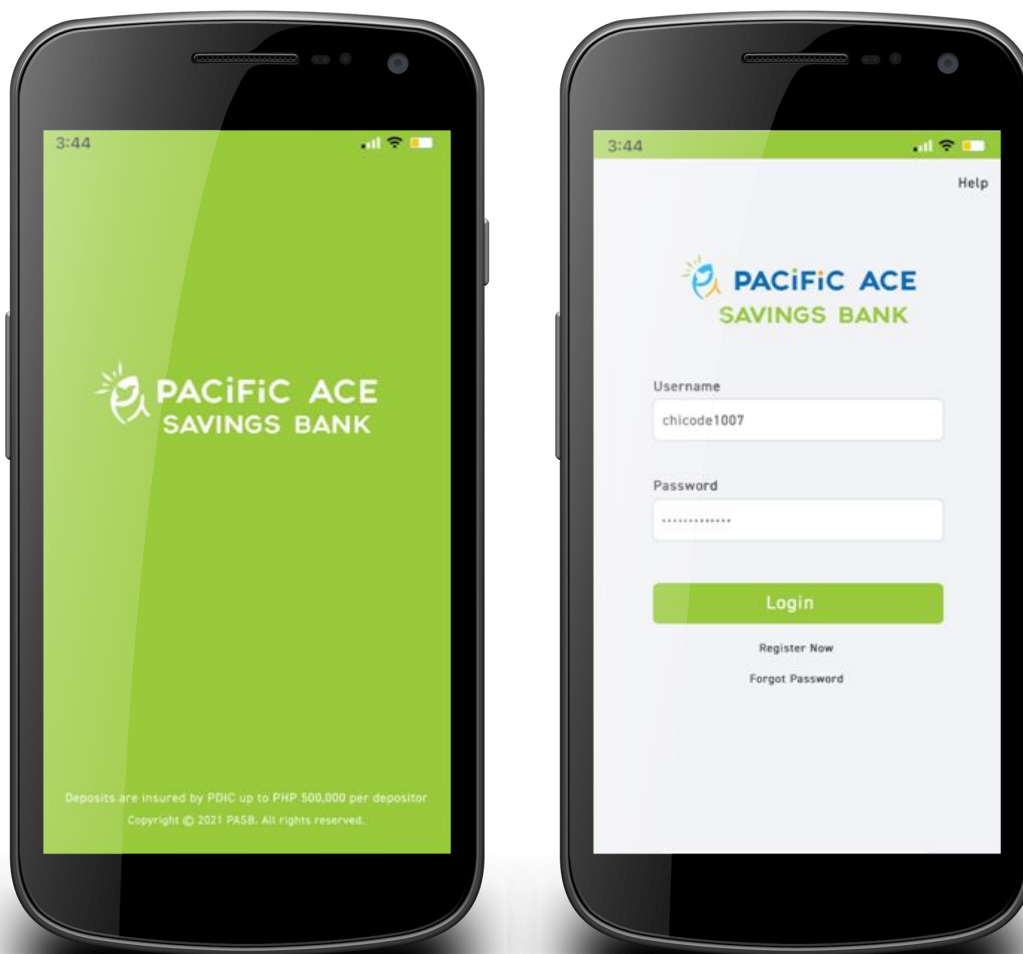 3:44
PACiFiC ACE
SAVINGS BANK
Deposits are insured by PDIC up to PHP 500,000 per depositor
Copyright © 2021 PASB. All rights reserved.
3:44
Help
PACiFiC ACE
SAVINGS BANK
Username
chicode1007
Password
Login
Register Now
Forgot Password